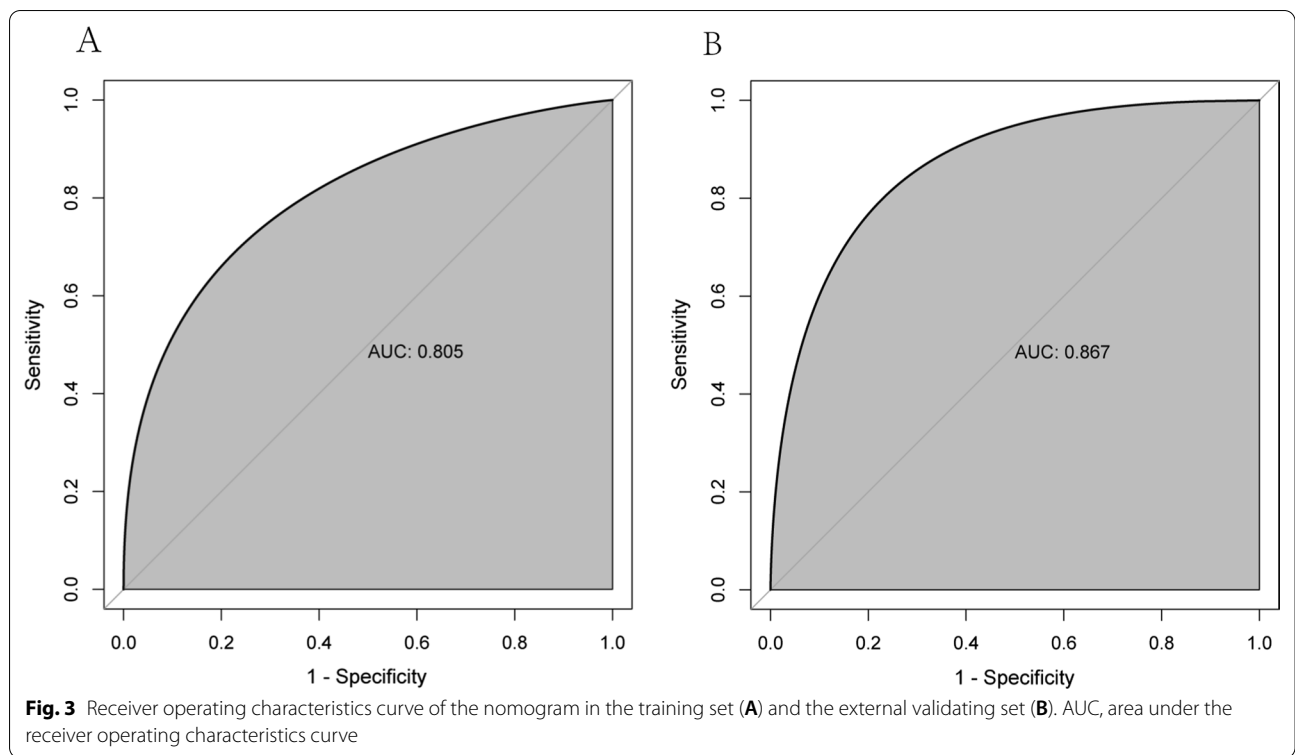 A
B
1.0
0.8
0.6
0.4
0.2
0.0
Sensitivity
AUC: 0.805
0.0 0.2 0.4 0.6 0.8 1.0
1 - Specificity
1.0
0.8
0.6
0.4
0.2
0.0
Sensitivity
AUC: 0.867
0.0 0.2 0.4 0.6 0.8 1.0
1 - Specificity
Fig. 3 Receiver operating characteristics curve of the nomogram in the training set (A) and the external validating set (B). AUC, area under the
receiver operating characteristics curve